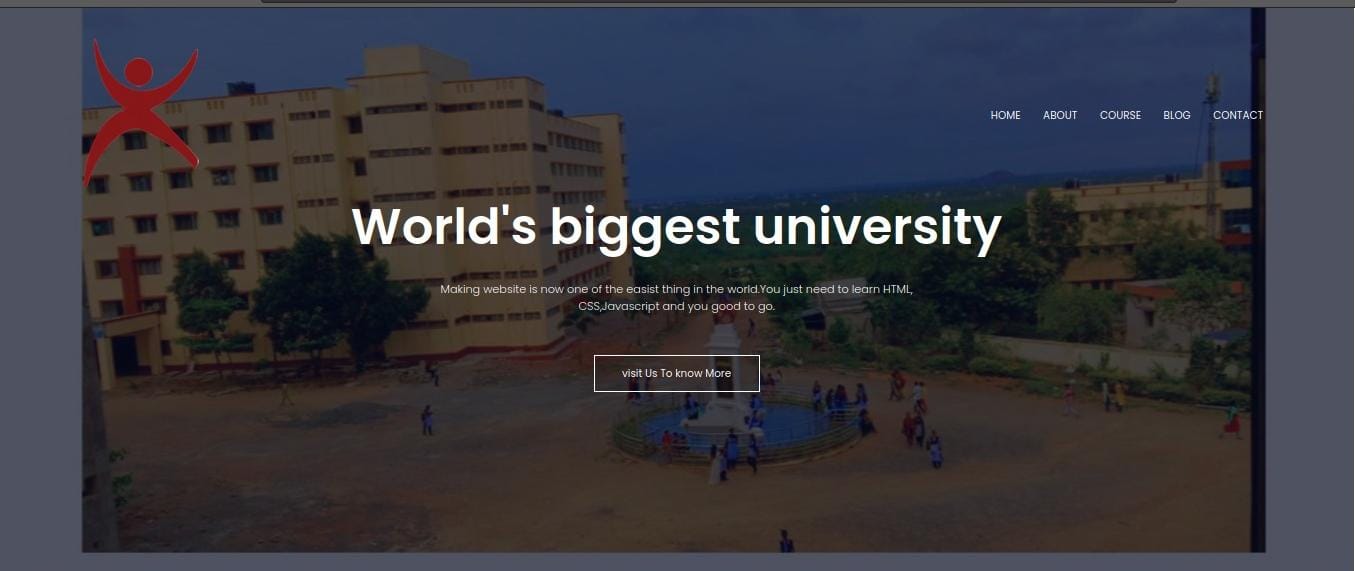 HOME ABOUT COURSE BLOG CONTACT
World's biggest university
Making website is now one of the easist thing in the world.You just need to learn HTML,
CSS,Javascript and you good to go.
visit Us To know More